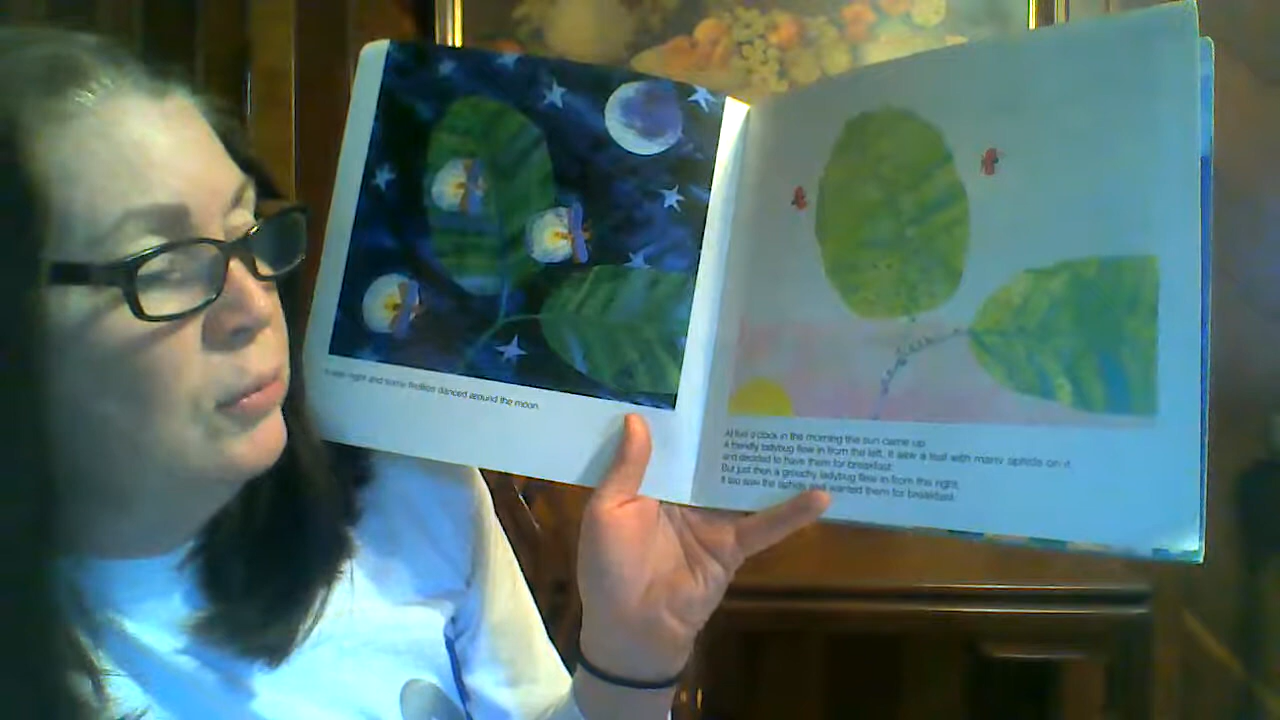 It was night and some fireflies danced around the moon.
At five o'clock in the morning the sun came up.
A friendly ladybug flew in from the left. It saw a leaf with many aphids on it,
and decided to have them for breakfast.
But just then a grouchy ladybug flew in from the right.
It too saw the aphids and wanted them for breakfast.